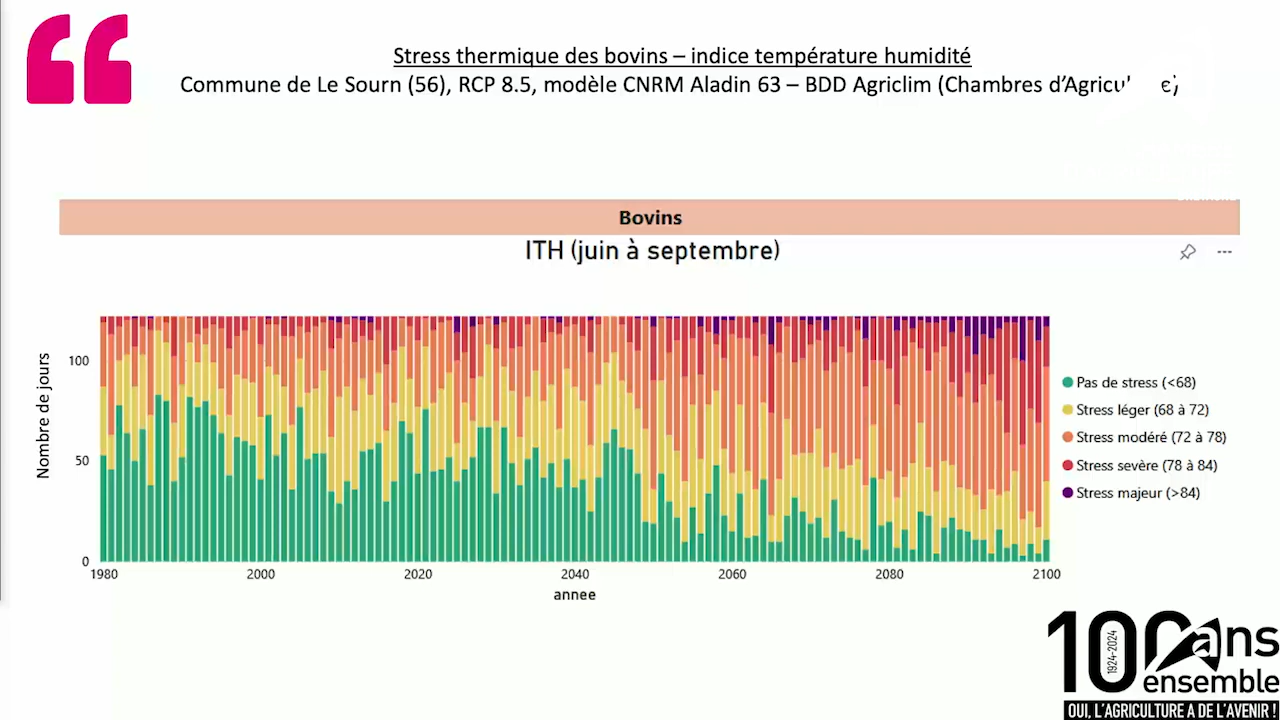 Stress thermique des bovins – indice température humidité
Commune de Le Sourn (56), RCP 8.5, modèle CNRM Aladin 63 – BDD Agriclim (Chambres
Bovins
ITH (juin à septembre)
Nombre de jours
100
50
0
1980 2000 2020 2040 2060 2080 2100
annee
Pas de stress (<68)
Stress léger (68 à 72)
Stress modéré (72 à 78)
Stress sevère (78 à 84)
Stress majeur (>84)
100 ans
1924-2024
ensemble
OUI, L'AGRICULTURE A DE L'AVENIR !